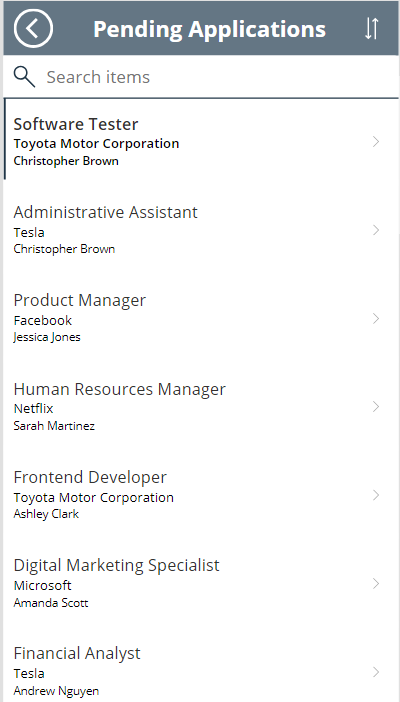 Pending Applications
Search items
Software Tester
Toyota Motor Corporation
Christopher Brown
Administrative Assistant
Tesla
Christopher Brown
Product Manager
Facebook
Jessica Jones
Human Resources Manager
Netflix
Sarah Martinez
Frontend Developer
Toyota Motor Corporation
Ashley Clark
Digital Marketing Specialist
Microsoft
Amanda Scott
Financial Analyst
Tesla
Andrew Nguyen